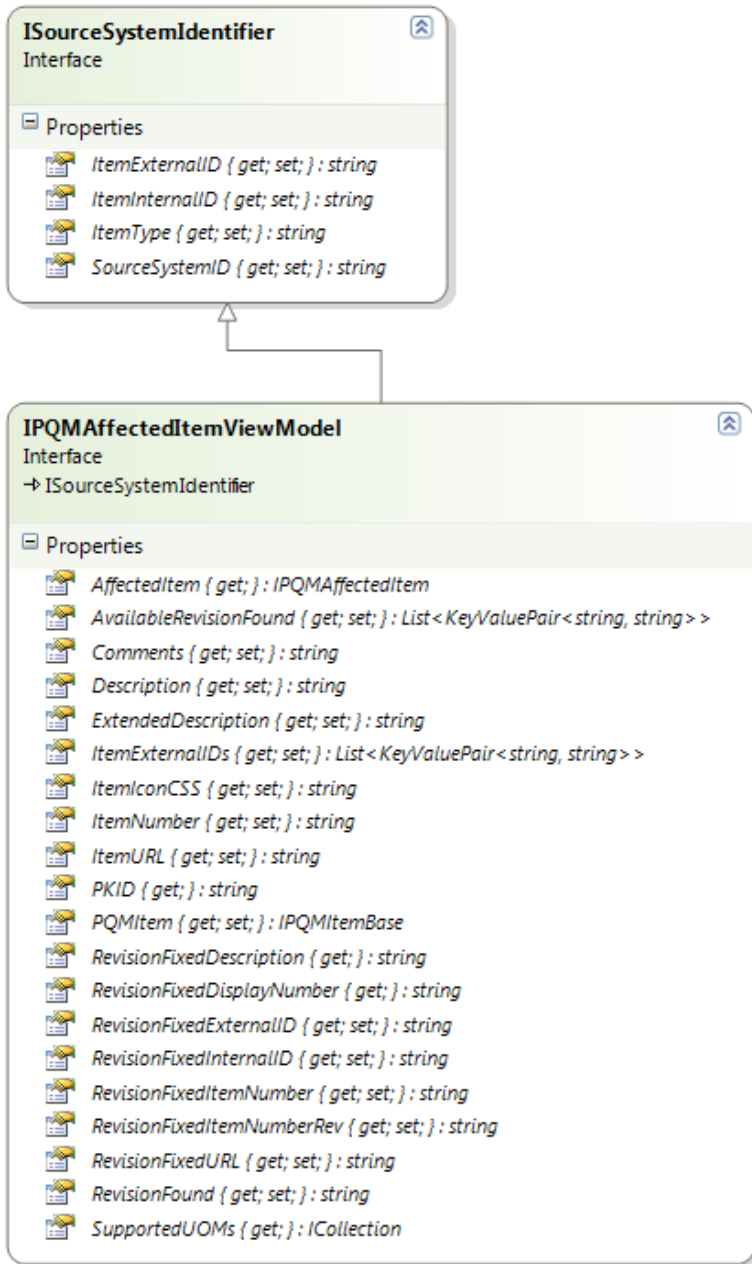 ISourceSystemIdentifier
Interface
Properties
ItemExternalID { get; set; } : string
ItemInternalID { get; set; } : string
ItemType { get; set; } : string
SourceSystemID { get; set; } : string
IPQMAffectedItemViewModel
Interface
ISourceSystemIdentifier
Properties
AffectedItem { get; } : IPQMAffectedItem
AvailableRevisionFound { get; set; } : List<KeyValuePair<string, string>>
Comments { get; set; } : string
Description { get; set; } : string
ExtendedDescription { get; set; } : string
ItemExternalIDs { get; set; } : List<KeyValuePair<string, string>>
ItemIconCSS { get; set; } : string
ItemNumber { get; set; } : string
ItemURL { get; set; } : string
PKID { get; } : string
PQMItem { get; set; } : IPQMItemBase
RevisionFixedDescription { get; } : string
RevisionFixedDisplayNumber { get; } : string
RevisionFixedExternalID { get; set; } : string
RevisionFixedInternalID { get; set; } : string
RevisionFixedItemNumber { get; set; } : string
RevisionFixedItemNumberRev { get; set; } : string
RevisionFixedURL { get; set; } : string
RevisionFound { get; set; } : string
SupportedUOMs { get; } : ICollection